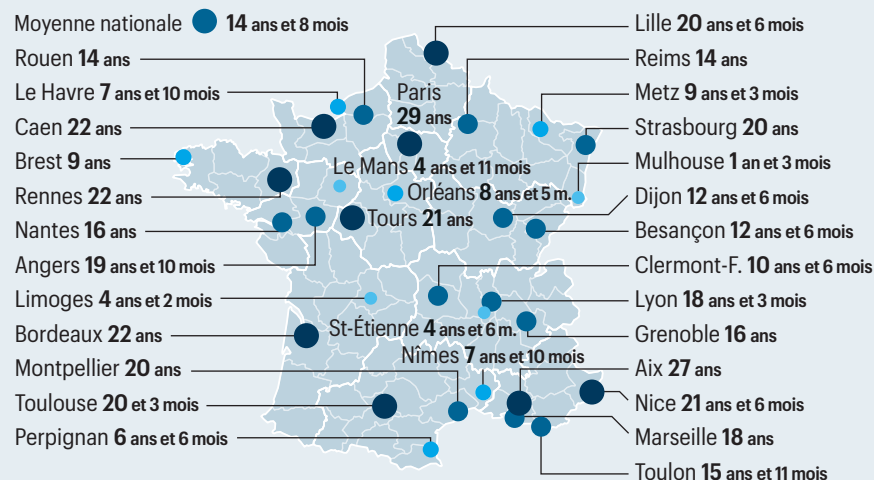 Moyenne nationale 14 ans et 8 mois
Rouen 14 ans
Le Havre 7 ans et 10 mois
Caen 22 ans
Brest 9 ans
Rennes 22 ans
Nantes 16 ans
Angers 19 ans et 10 mois
Limoges 4 ans et 2 mois
Bordeaux 22 ans
Montpellier 20 ans
Toulouse 20 et 3 mois
Perpignan 6 ans et 6 mois
Paris
29 ans
Le Mans 4 ans et 11 mois
Orléans 8 ans et 5 m.
Tours 21 ans
St-Étienne 4 ans et 6 m.
Nîmes 7 ans et 10 mois
Lille 20 ans et 6 mois
Reims 14 ans
Metz 9 ans et 3 mois
Strasbourg 20 ans
Mulhouse 1 an et 3 mois
Dijon 12 ans et 6 mois
Besançon 12 ans et 6 mois
Clermont-F. 10 ans et 6 mois
Lyon 18 ans et 3 mois
Grenoble 16 ans
Aix 27 ans
Nice 21 ans et 6 mois
Marseille 18 ans
Toulon 15 ans et 11 mois